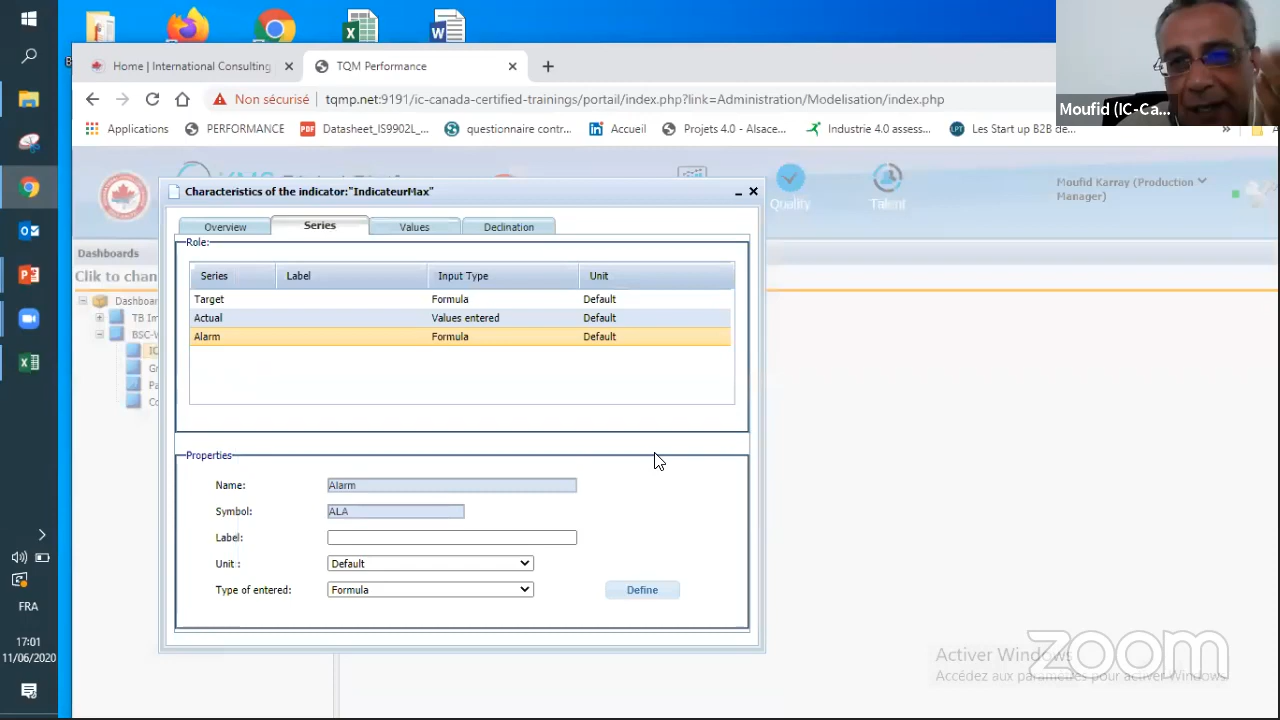 Home | International Consulting
TQM Performance
Non sécurisé
tqmp.net:9191/ic-canada-certified-trainings/portail/index.php?link=Administration/Modelisation/index.php
Moufid (IC-Ca...
Applications
PERFORMANCE
Datasheet_IS9902L_...
questionnaire contr...
Accueil
Projets 4.0 - Alsace...
Industrie 4.0 assess...
Les Start up B2B de...
»
Characteristics of the indicator:"IndicateurMax"
Quality
Talent
Moufid Karray (Production
Manager)
Overview
Series
Values
Declination
Dashboards
Clik to chan
Dashboar
TB Im
BSC-V
IC
Gr
Pa
Co
Role:
Series Label Input Type Unit
Target Formula Default
Actual Values entered Default
Alarm Formula Default
Properties
Name: Alarm
Symbol: ALA
Label:
Unit : Default
Type of entered: Formula Define
FRA
17:01
11/06/2020
Activer Windows
Accédez aux paramètres pour activer Windows.
zoom